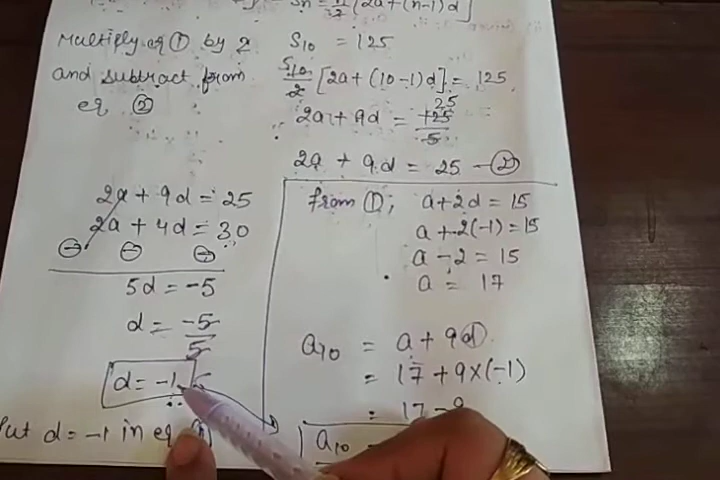 Sn = n/2 [2a+(n-1)d]
Multiply eq ① by 2
and subtract from
eq ②
2a + 9d = 25
2a + 4d = 30
⊖ ⊖ ⊖
5d = -5
d = -5/5
d = -1
Put d = -1 in eq ①
S10 = 125
10/2 [2a + (10-1)d] = 125
2a + 9d = 125/5
25
2a + 9d = 25 - ②
from ①, a+2d = 15
a + 2(-1) = 15
a - 2 = 15
a = 17
a10 = a + 9d
= 17 + 9×(-1)
= 17 - 9
a10 =